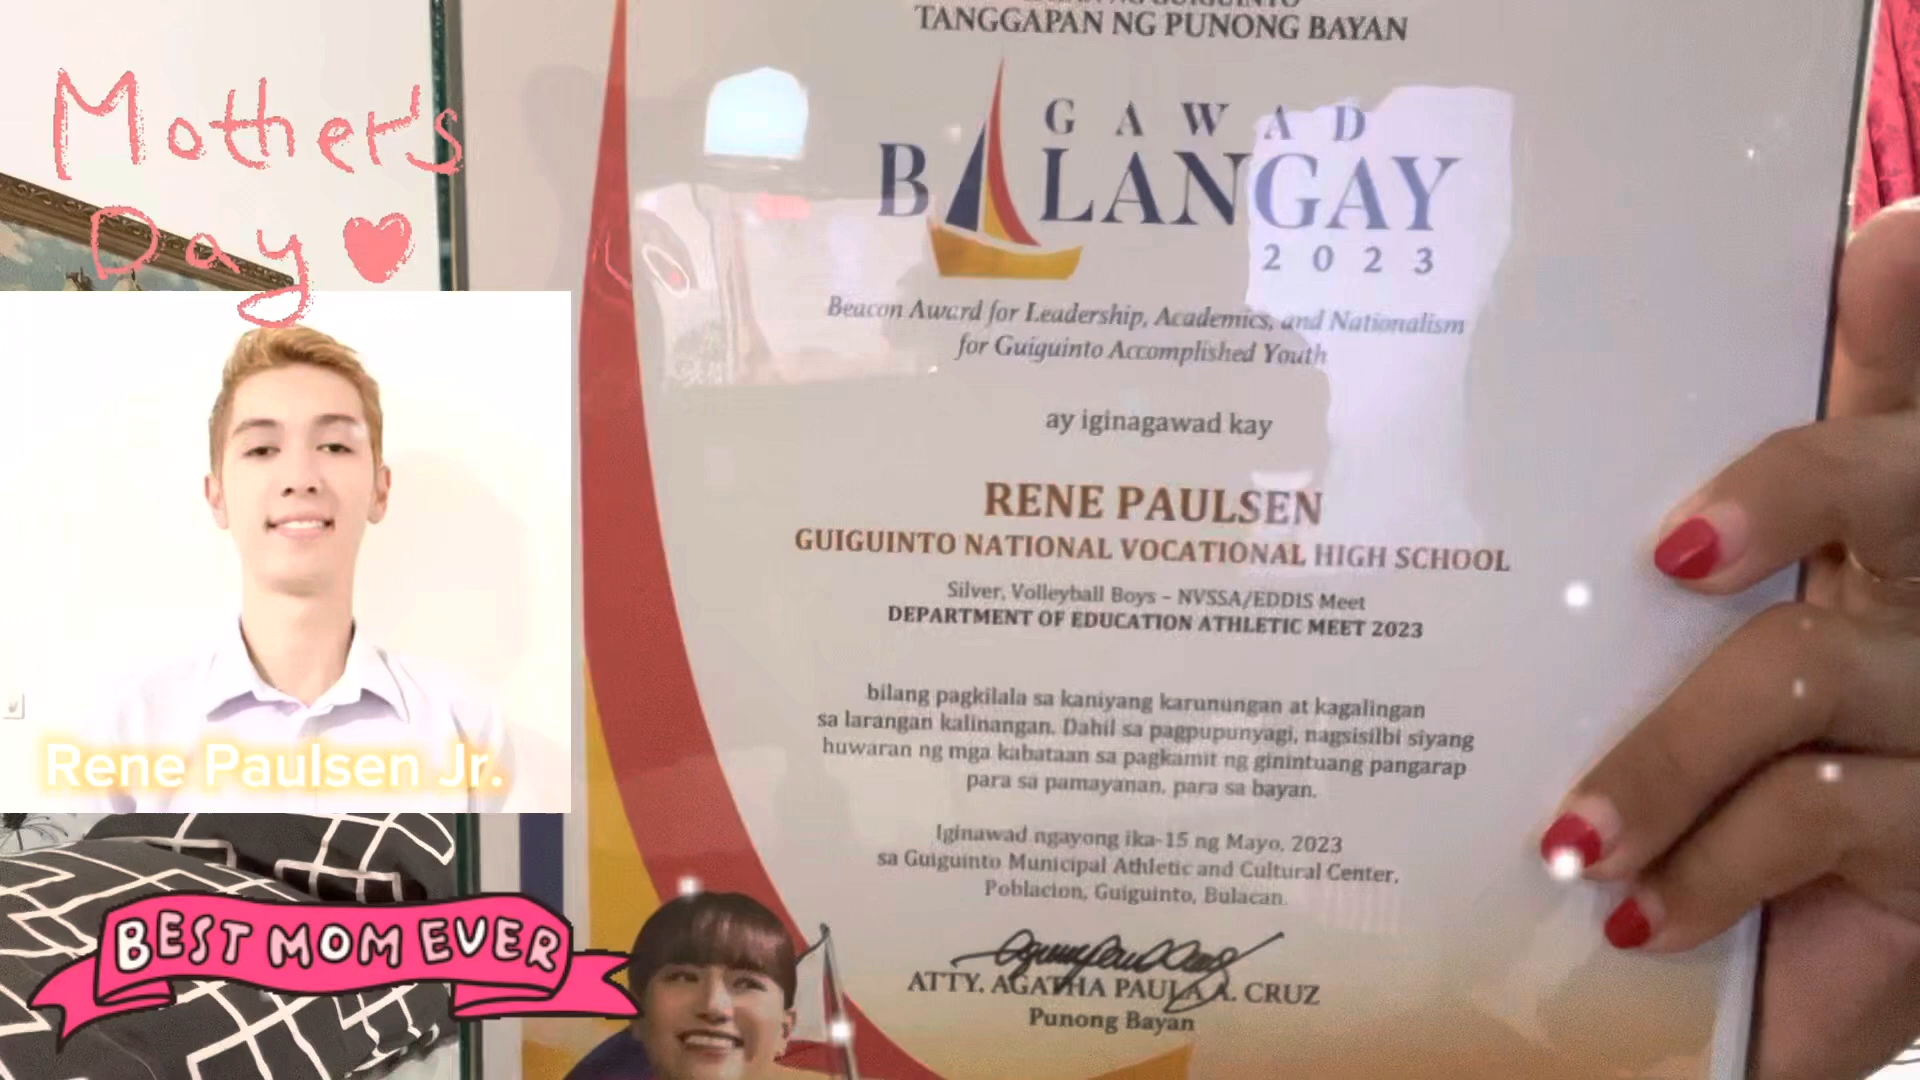 Mother's
Day
Rene Paulsen Jr.
BEST MOM EVER
TANGGAPAN NG PUNONG BAYAN
GAWAD
BALANGAY
2023
Beacon Award for Leadership, Academics, and Nationalism
for Guiguinto Accomplished Youth
ay iginagawad kay
RENE PAULSEN
GUIGUINTO NATIONAL VOCATIONAL HIGH SCHOOL
Silver, Volleyball Boys – NVSSA/EDDIS Meet
DEPARTMENT OF EDUCATION ATHLETIC MEET 2023
bilang pagkilala sa kaniyang karunungan at kagalingan
sa larangan kalinangan. Dahil sa pagpupunyagi, nagsisilbi siyang
huwaran ng mga kabataan sa pagkamit ng ginintuang pangarap
para sa pamayanan, para sa bayan.
Iginawad ngayong ika-15 ng Mayo, 2023
sa Guiguinto Municipal Athletic and Cultural Center,
Poblacion, Guiguinto, Bulacan.
ATTY. AGATHA PAULA A. CRUZ
Punong Bayan